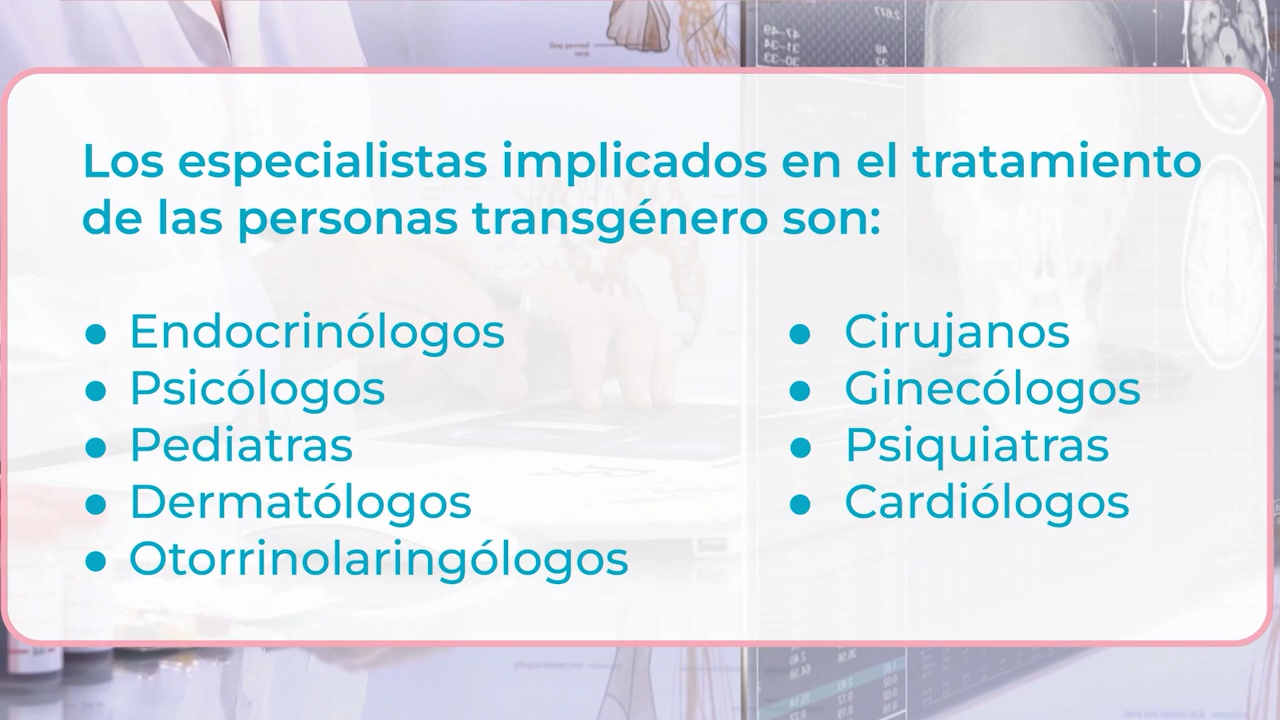 Los especialistas implicados en el tratamiento
de las personas transgénero son:
● Endocrinólogos
● Psicólogos
● Pediatras
● Dermatólogos
● Otorrinolaringólogos
● Cirujanos
● Ginecólogos
● Psiquiatras
● Cardiólogos